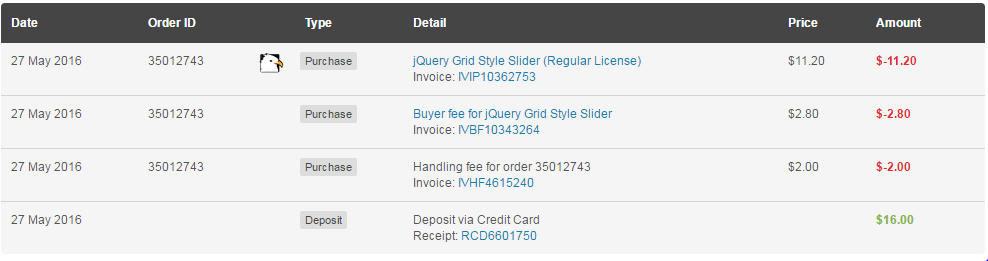 Date Order ID Type Detail Price Amount
27 May 2016 35012743 Purchase jQuery Grid Style Slider (Regular License) $11.20 $-11.20
Invoice: IVIP10362753
27 May 2016 35012743 Purchase Buyer fee for jQuery Grid Style Slider $2.80 $-2.80
Invoice: IVBF10343264
27 May 2016 35012743 Purchase Handling fee for order 35012743 $2.00 $-2.00
Invoice: IVHF4615240
27 May 2016 Deposit Deposit via Credit Card $16.00
Receipt: RCD6601750